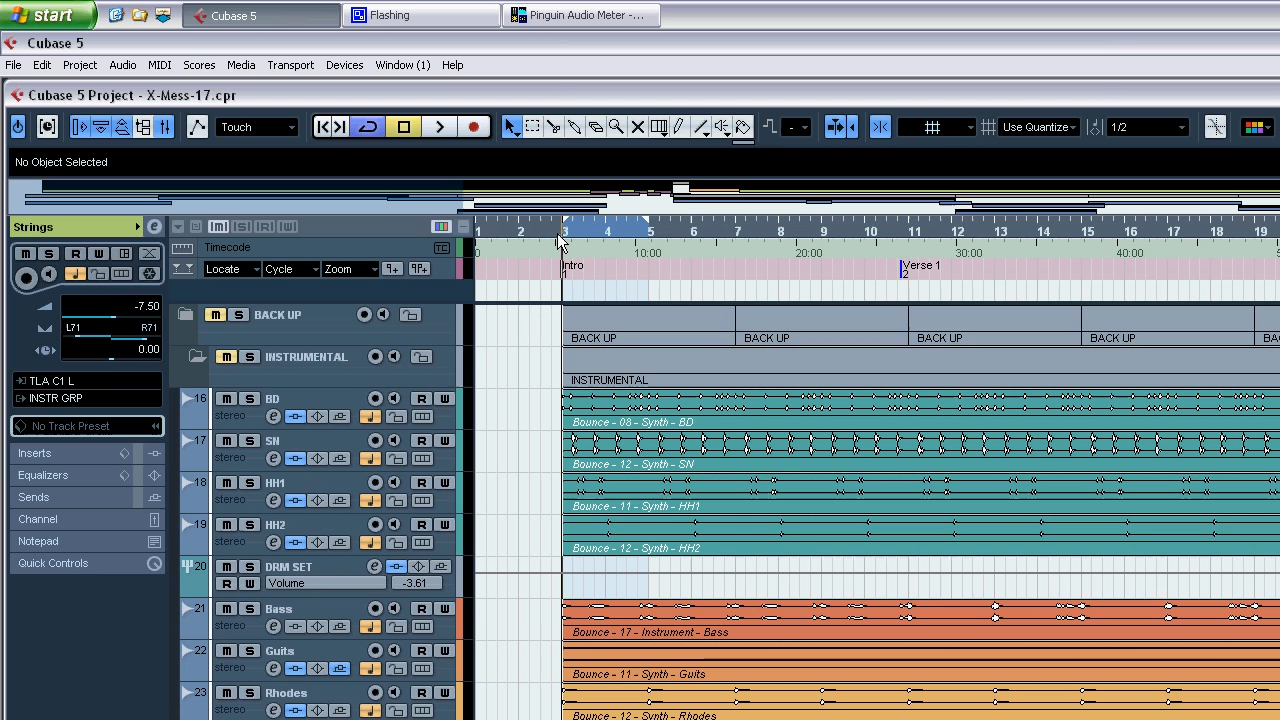 start Cubase 5 Flashing Pinguin Audio Meter -...
Cubase 5
File Edit Project Audio MIDI Scores Media Transport Devices Window (1) Help
Cubase 5 Project - X-Mess-17.cpr
Touch - Use Quantize 1/2
No Object Selected
Strings e M S R W
1 2 3 4 5 6 7 8 9 10 11 12 13 14 15 16 17 18 19
Timecode TC 0 10:00 20:00 30:00 40:00
M S R W
Locate Cycle Zoom Intro Verse 1
2
-7.50
M S BACK UP
L71 R71
BACK UP BACK UP BACK UP BACK UP BA
0.00
M S INSTRUMENTAL
TLA C1 L
INSTRUMENTAL
INSTR GRP
16 M S BD R W
stereo e
No Track Preset
Bounce - 08 - Synth - BD
17 M S SN R W
Inserts
stereo e
Bounce - 12 - Synth - SN
Equalizers
18 M S HH1 R W
Sends
stereo e
Bounce - 11 - Synth - HH1
Channel
19 M S HH2 R W
Notepad
stereo e
Bounce - 12 - Synth - HH2
Quick Controls
20 DRM SET e
R W Volume -3.61
21 M S Bass R W
stereo e
Bounce - 17 - Instrument - Bass
22 M S Guits R W
stereo e
Bounce - 11 - Synth - Guits
23 M S Rhodes R W
stereo e
Bounce - 12 - Synth - Rhodes